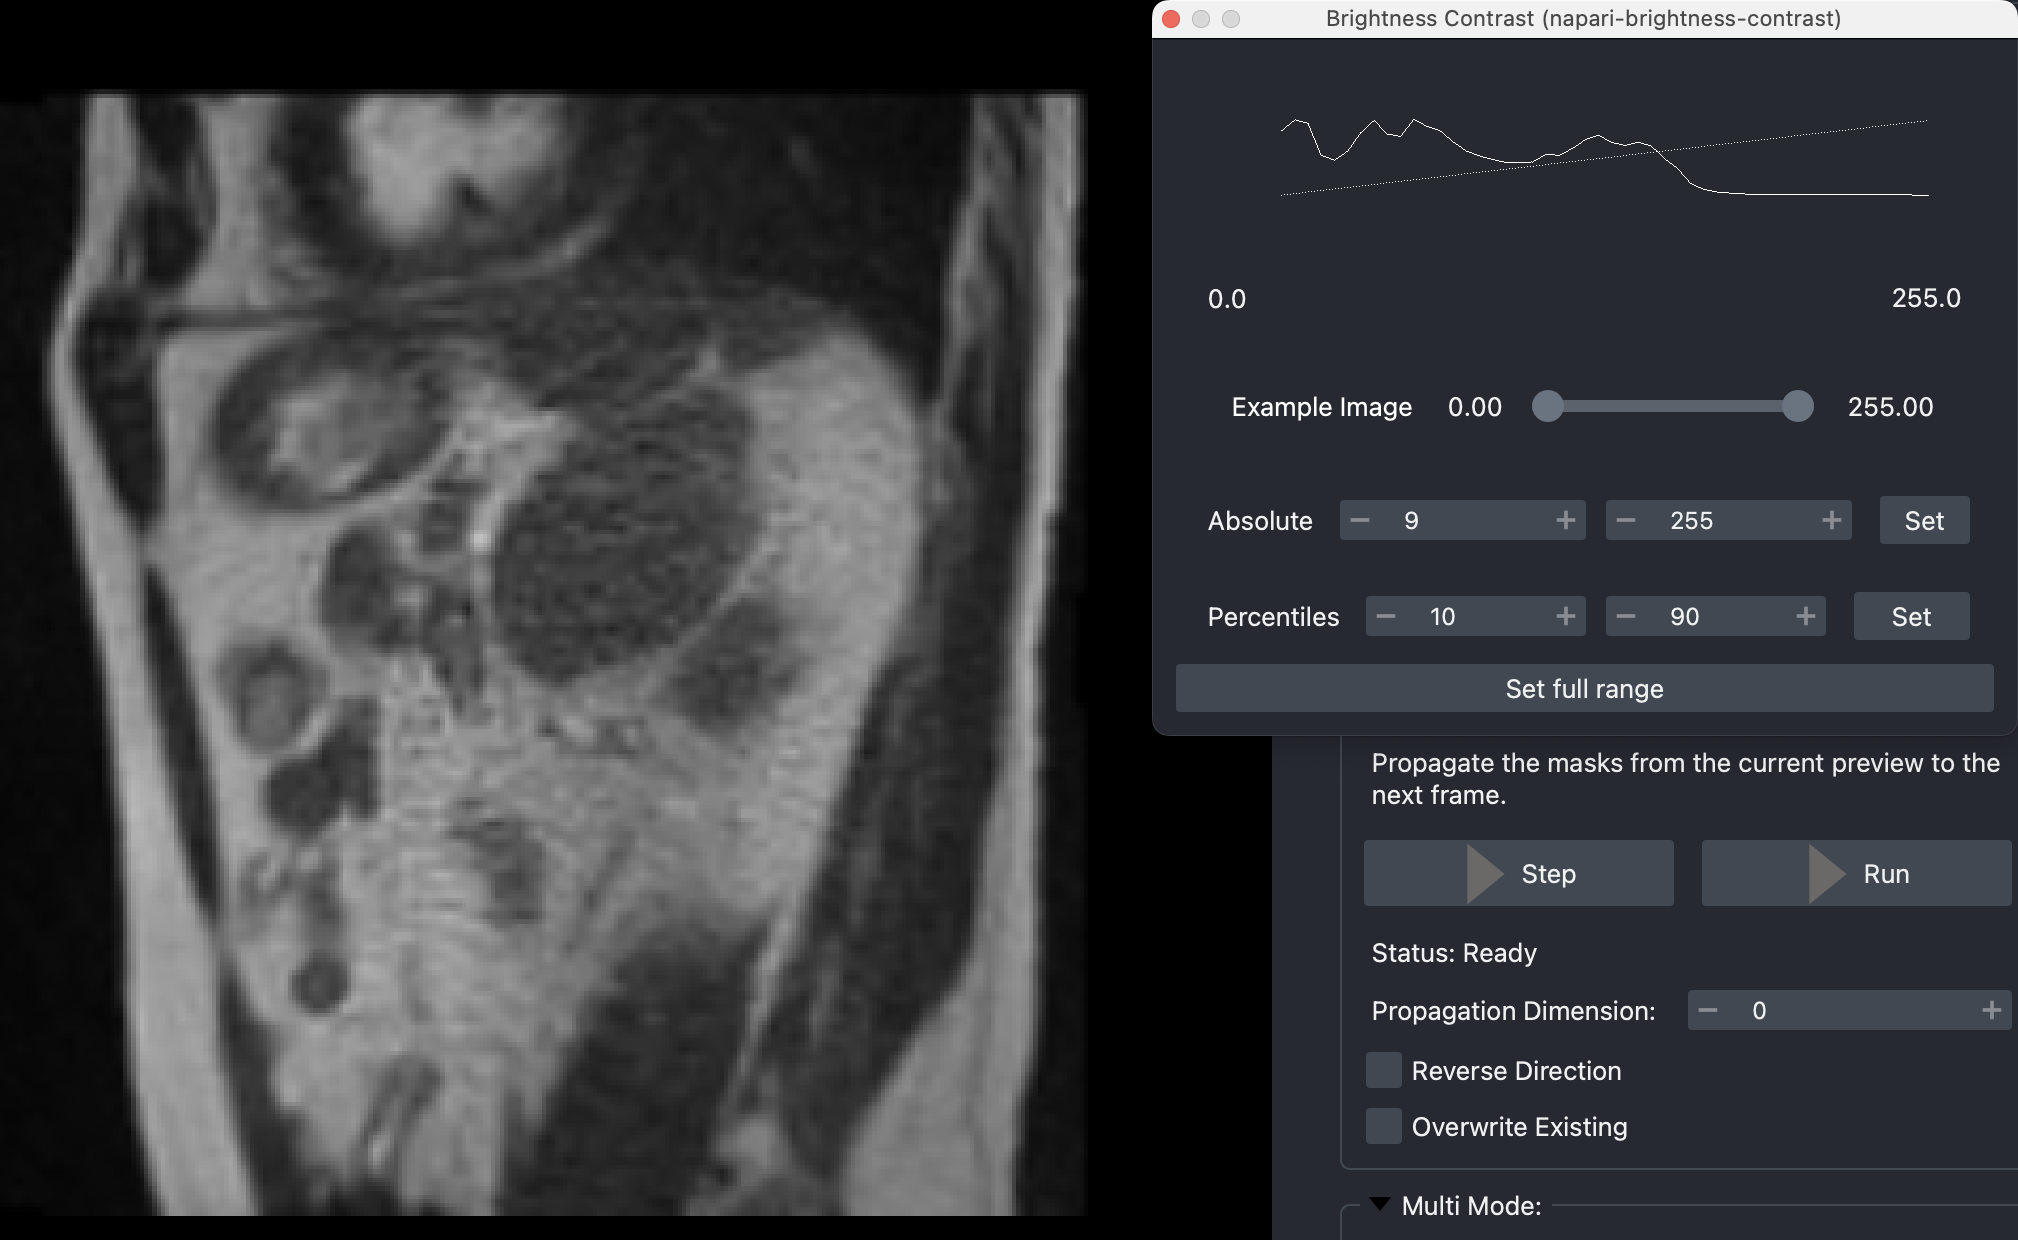 Brightness Contrast (napari-brightness-contrast)
0.0 255.0
Example Image 0.00 255.00
Absolute − 9 + − 255 + Set
Percentiles − 10 + − 90 + Set
Set full range
Propagate the masks from the current preview to the
next frame.
Step Run
Status: Ready
Propagation Dimension: − 0 +
Reverse Direction
Overwrite Existing
Multi Mode: